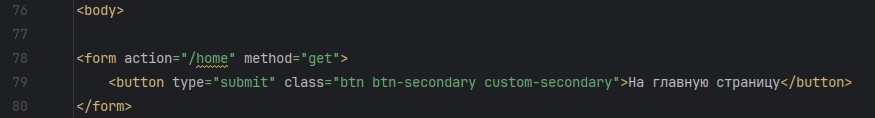 76 <body>
77
78 <form action="/home" method="get">
79 <button type="submit" class="btn btn-secondary custom-secondary">На главную страницу</button>
80 </form>